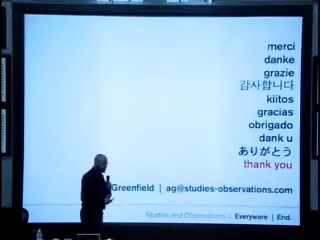 merci
danke
grazie
감사합니다
kiitos
gracias
obrigado
dank u
ありがとう
thank you
Greenfield | ag@studies-observations.com
Studies and Observations | Everyware | End.